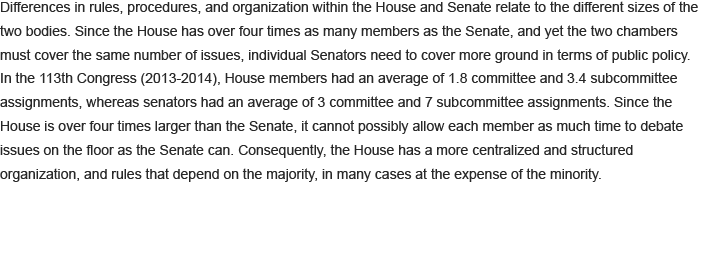 Differences in rules, procedures, and organization within the House and Senate relate to the different sizes of the
two bodies. Since the House has over four times as many members as the Senate, and yet the two chambers
must cover the same number of issues, individual Senators need to cover more ground in terms of public policy.
In the 113th Congress (2013-2014), House members had an average of 1.8 committee and 3.4 subcommittee
assignments, whereas senators had an average of 3 committee and 7 subcommittee assignments. Since the
House is over four times larger than the Senate, it cannot possibly allow each member as much time to debate
issues on the floor as the Senate can. Consequently, the House has a more centralized and structured
organization, and rules that depend on the majority, in many cases at the expense of the minority.